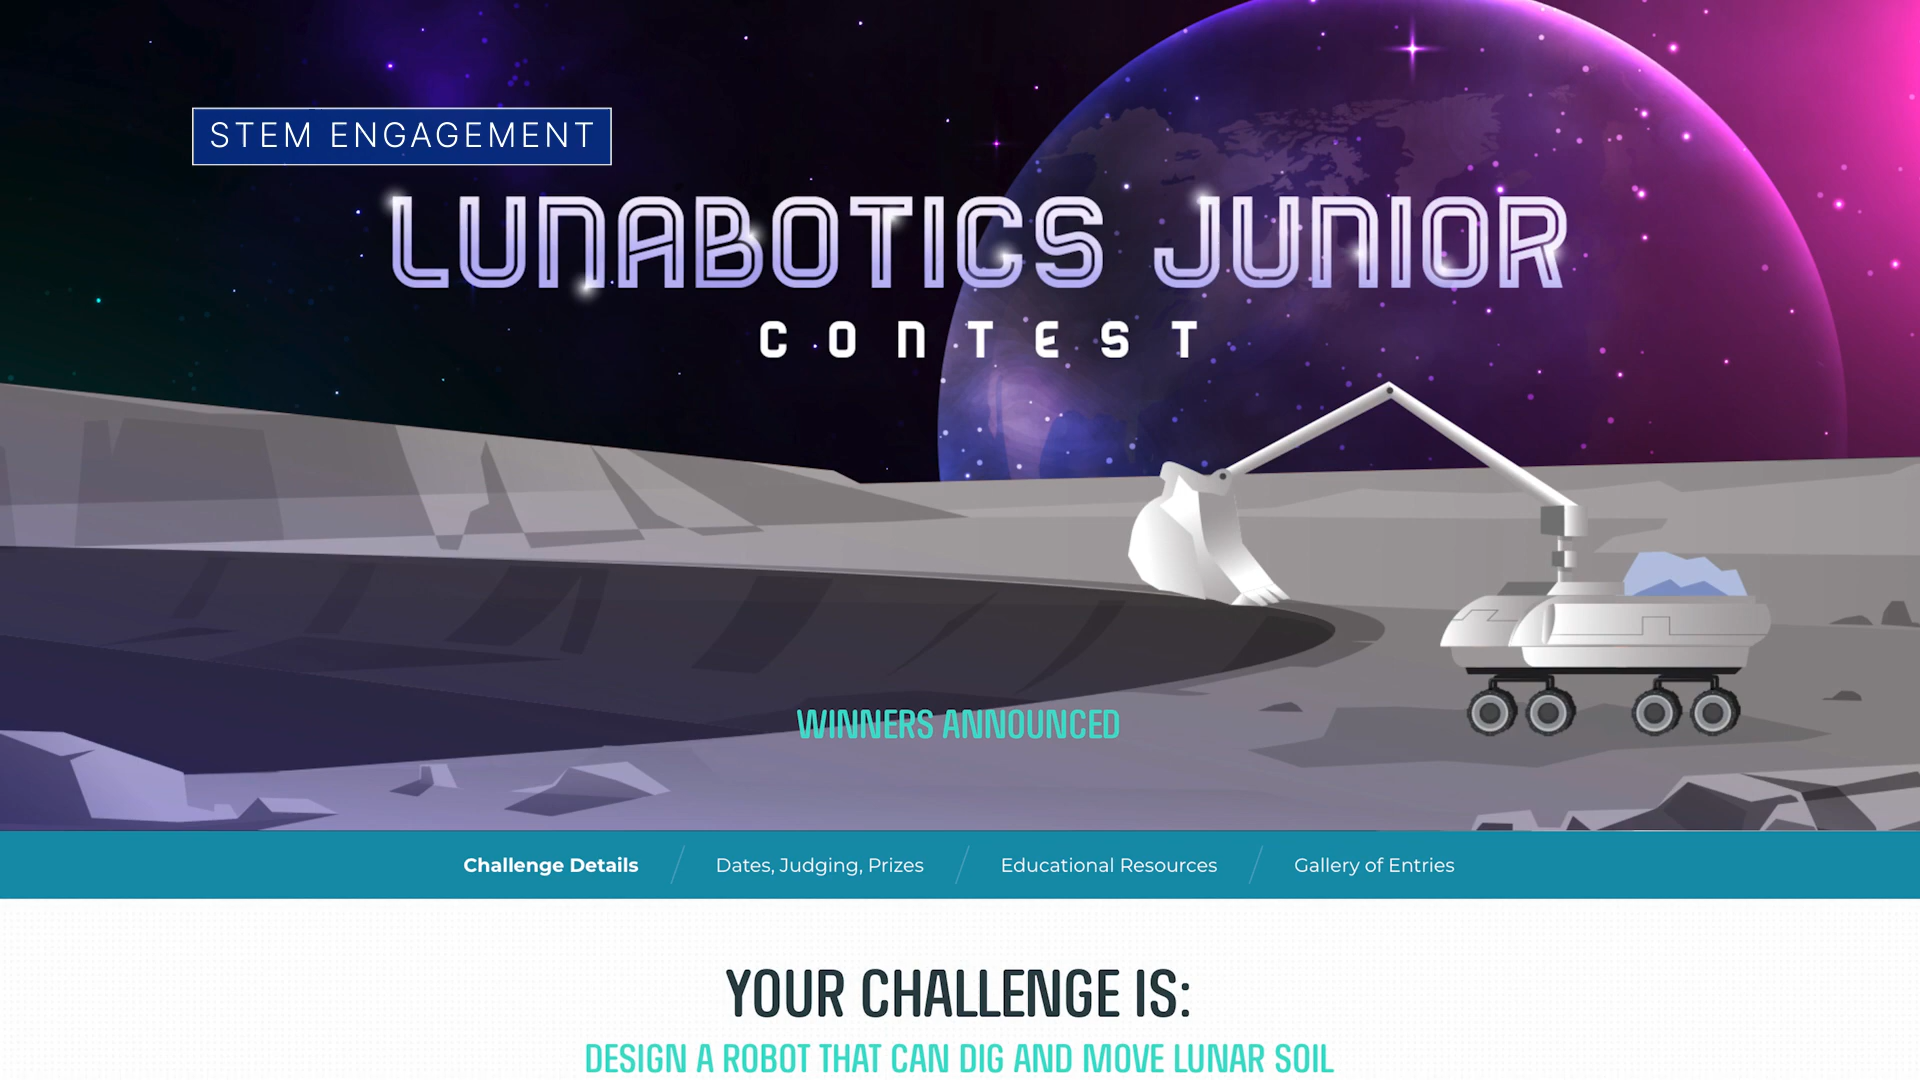 STEM ENGAGEMENT
LUNABOTICS JUNIOR
CONTEST
WINNERS ANNOUNCED
Challenge Details
Dates, Judging, Prizes
Educational Resources
Gallery of Entries
YOUR CHALLENGE IS:
DESIGN A ROBOT THAT CAN DIG AND MOVE LUNAR SOIL